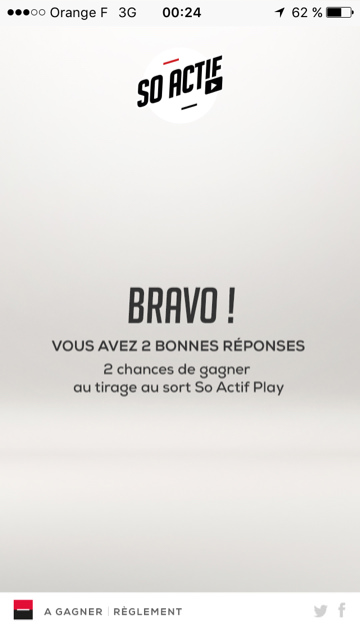 Orange F 3G 00:24 62 %
SO ACTIF
BRAVO !
VOUS AVEZ 2 BONNES RÉPONSES
2 chances de gagner
au tirage au sort So Actif Play
A GAGNER | RÈGLEMENT